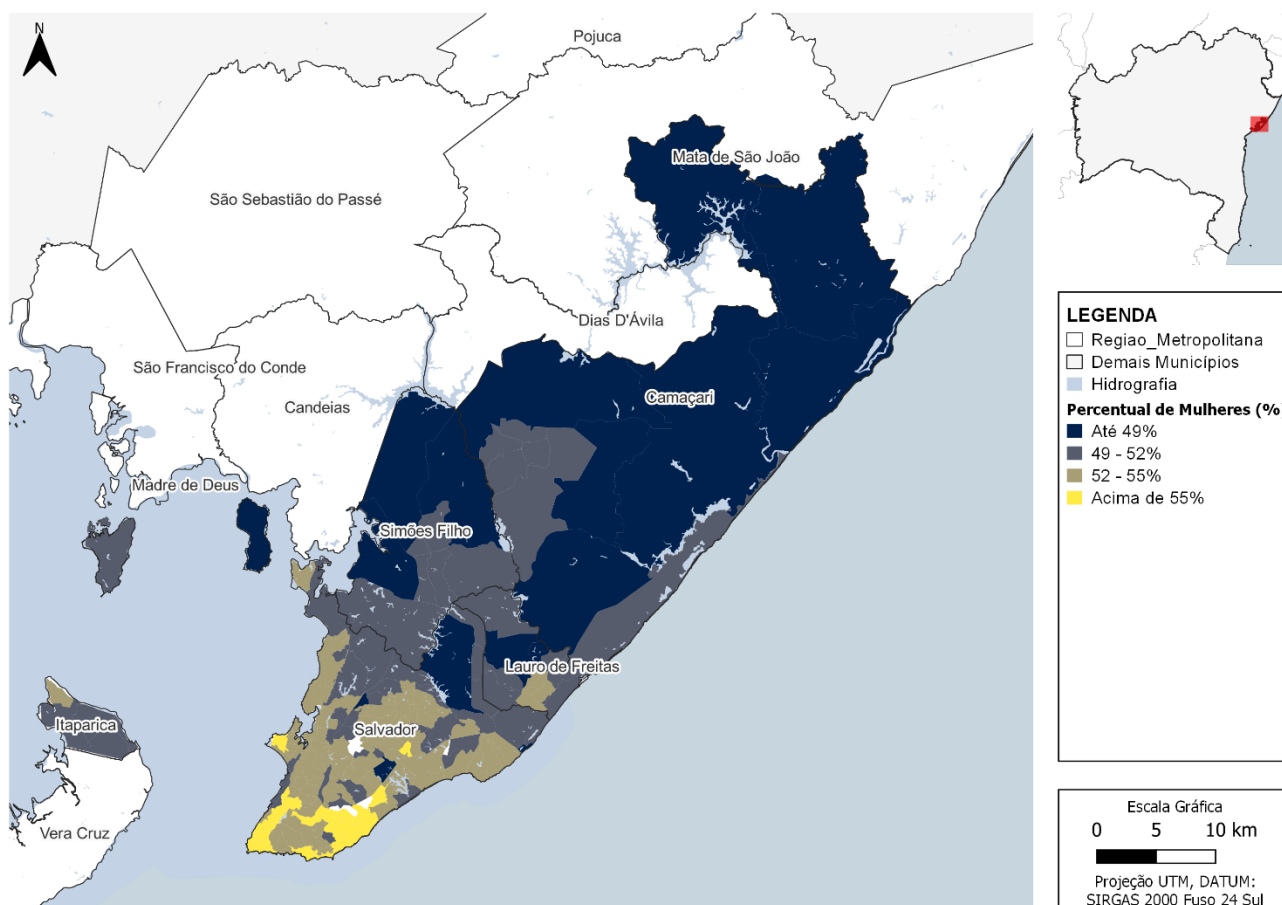 N
Pojuca
Mata de São João
São Sebastião do Passé
Dias D'Ávila
São Francisco do Conde
Candeias
Camaçari
Madre de Deus
Simões Filho
Lauro de Freitas
Itaparica
Salvador
Vera Cruz
LEGENDA
Regiao_Metropolitana
Demais Municípios
Hidrografia
Percentual de Mulheres (%
Até 49%
49 - 52%
52 - 55%
Acima de 55%
Escala Gráfica
0 5 10 km
Projeção UTM, DATUM:
SIRGAS 2000 Fuso 24 Sul